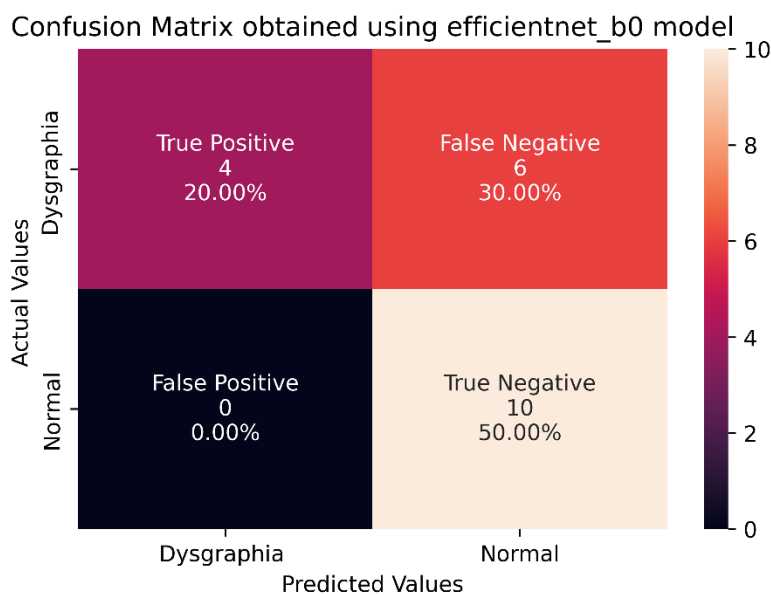 Confusion Matrix obtained using efficientnet_b0 model
Actual Values
Dysgraphia
Normal
True Positive
4
20.00%
False Negative
6
30.00%
False Positive
0
0.00%
True Negative
10
50.00%
10
8
6
4
2
0
Dysgraphia
Normal
Predicted Values